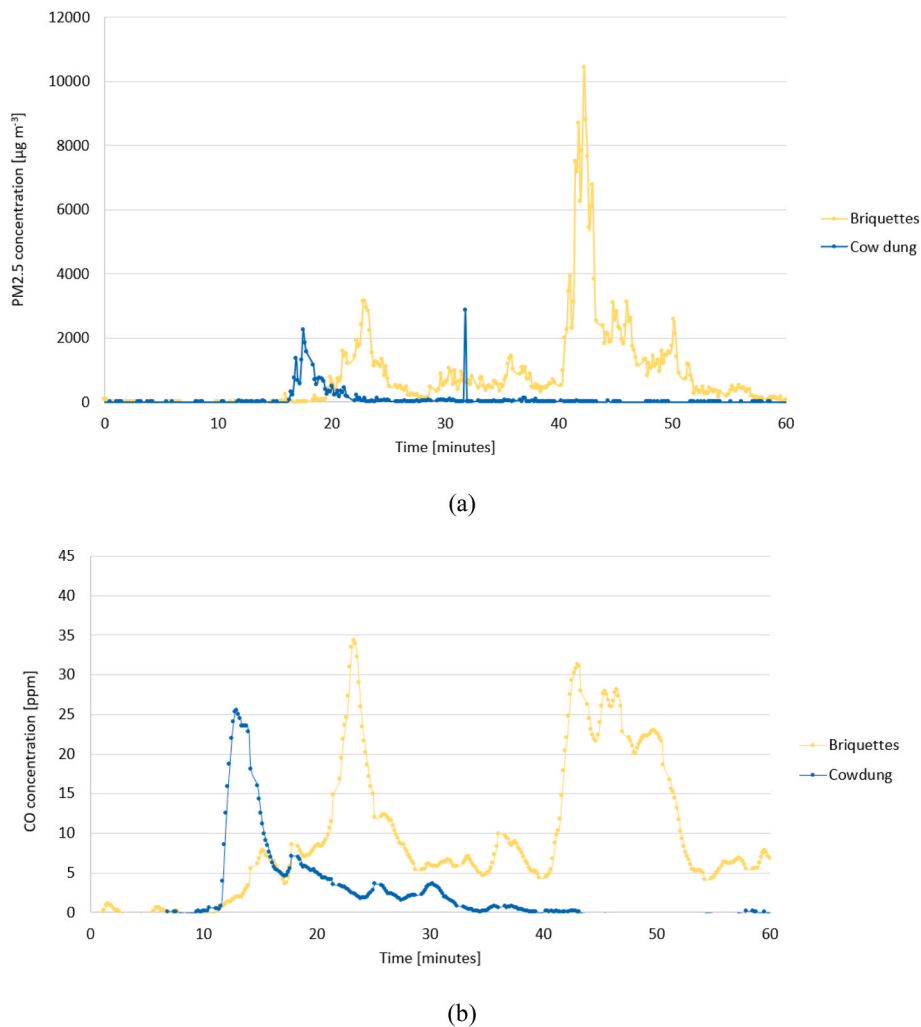 12000
10000
8000
6000
4000
2000
0
PM2.5 concentration [µg m⁻³]
0 10 20 30 40 50 60
Time [minutes]
Briquettes
Cow dung
(a)
45
40
35
30
25
20
15
10
5
0
CO concentration [ppm]
0 10 20 30 40 50 60
Time [minutes]
Briquettes
Cowdung
(b)